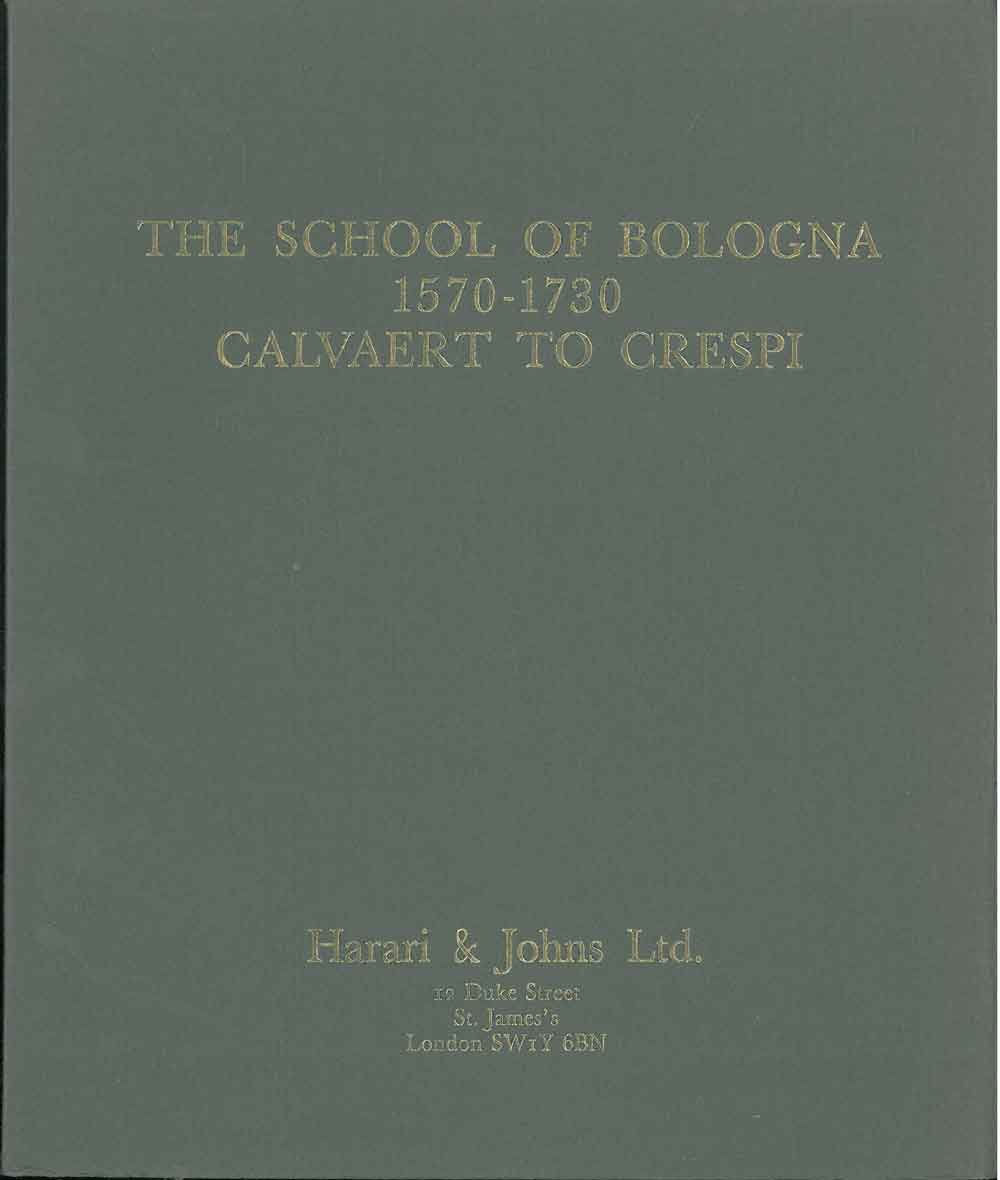 THE SCHOOL OF BOLOGNA
1570-1730
CALVAERT TO CRESPI
Harari & Johns Ltd.
12 Duke Street
St. James's
London SW1Y 6BN